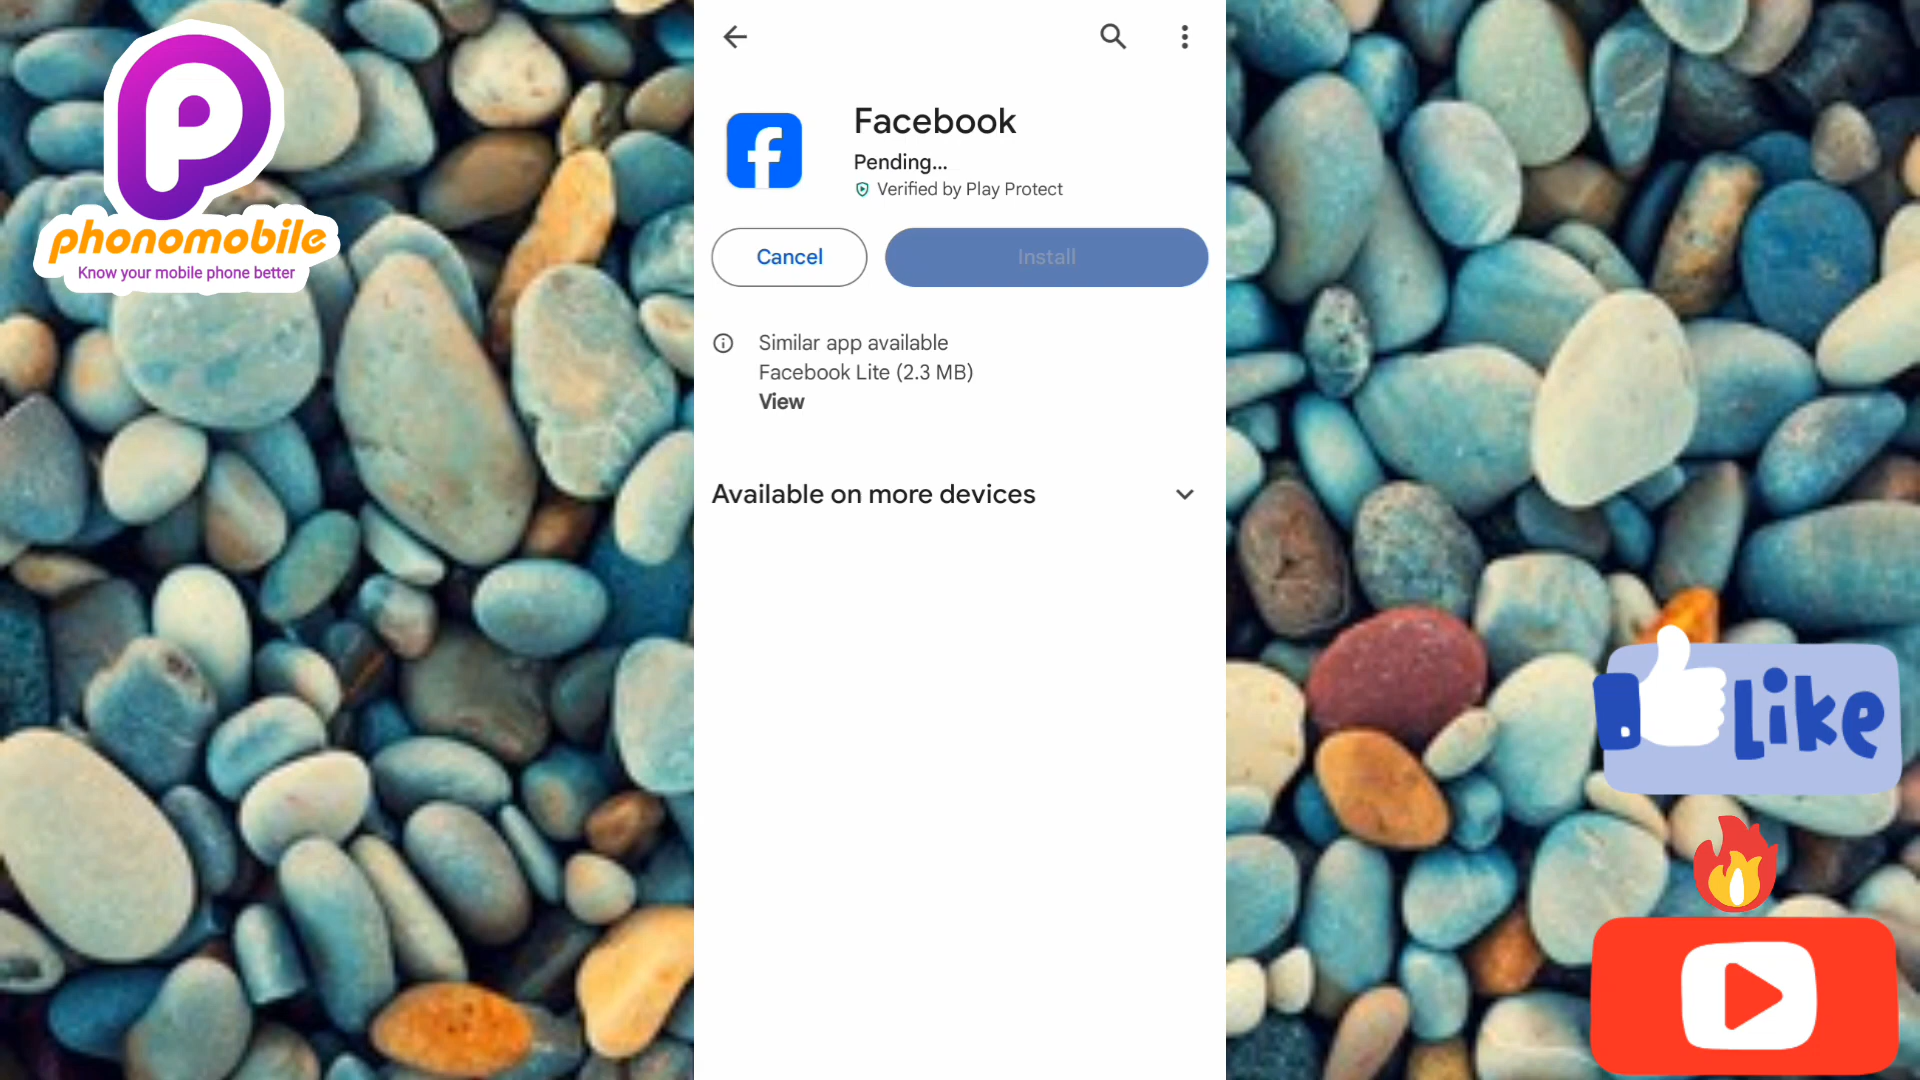 phonomobile
Know your mobile phone better
Facebook
Pending...
Verified by Play Protect
Cancel
Install
Similar app available
Facebook Lite (2.3 MB)
View
Available on more devices
Like